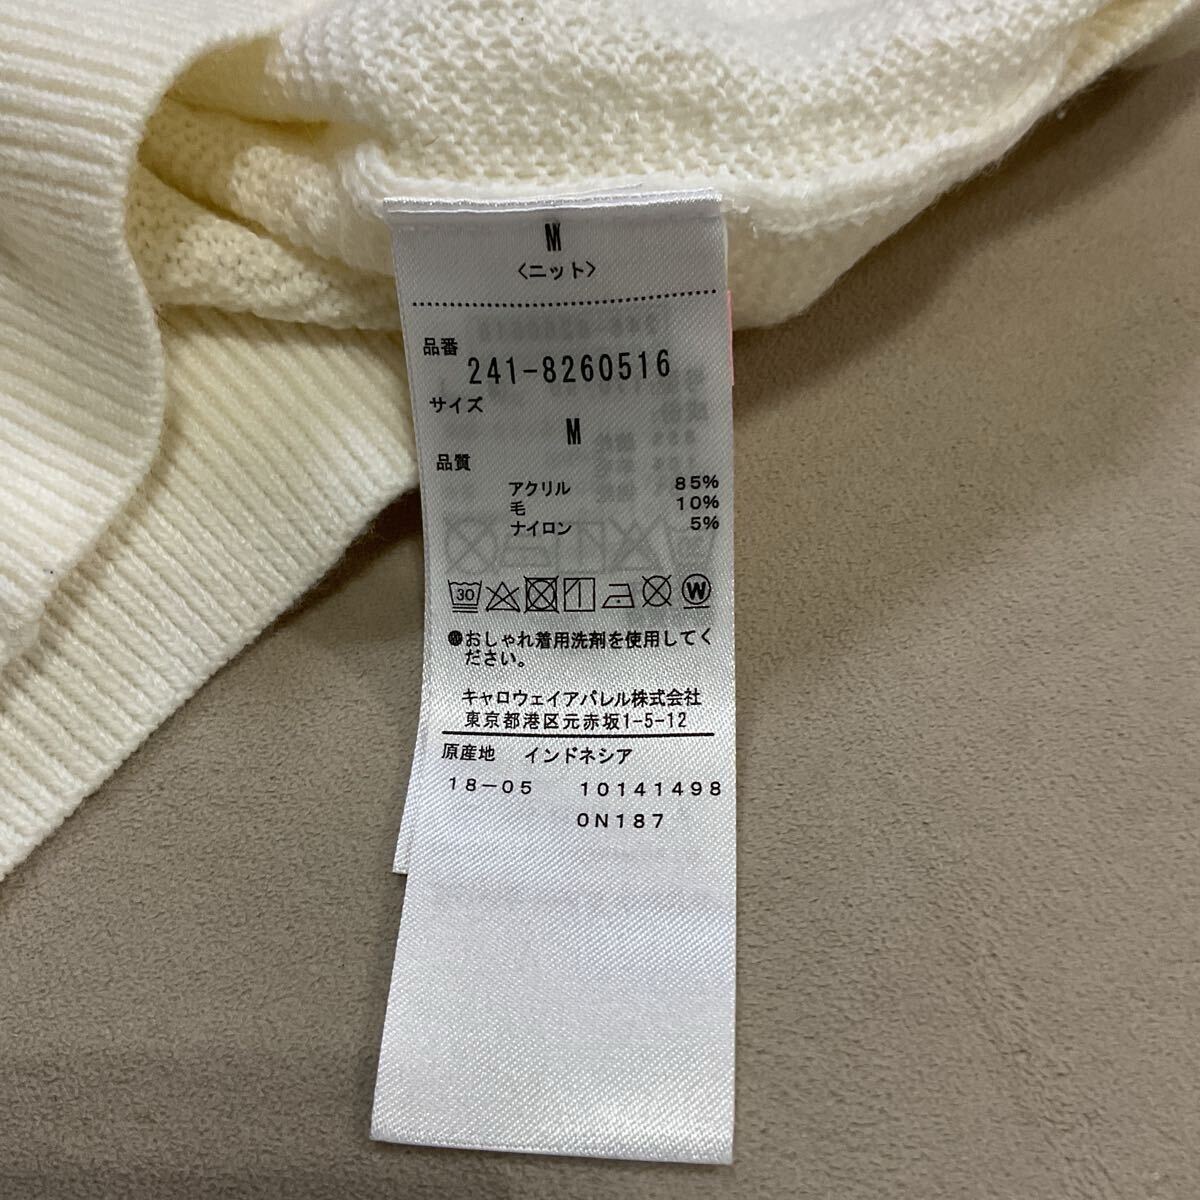 M
〈ニット〉
品番
241-8260516
サイズ
M
品質
アクリル 85%
毛 10%
ナイロン 5%
30 W
●おしゃれ着用洗剤を使用してく
ださい。
キャロウェイアパレル株式会社
東京都港区元赤坂1-5-12
原産地 インドネシア
18-05 10141498
0N187